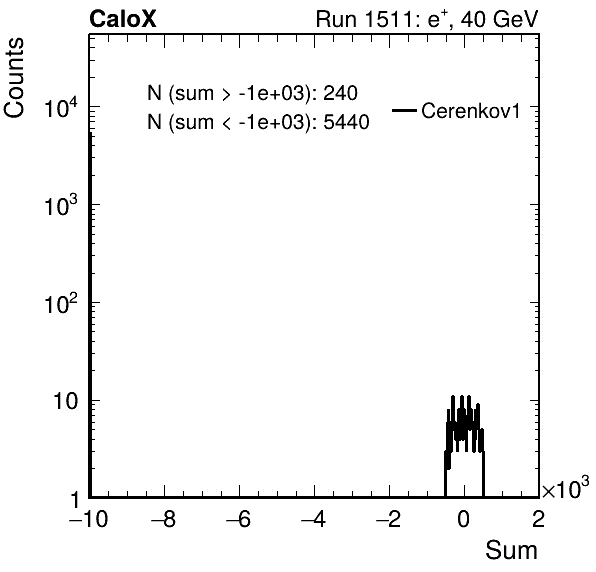 CaloX Run 1511: e⁺, 40 GeV
Counts
N (sum > -1e+03): 240
N (sum < -1e+03): 5440
Cerenkov1
10⁴
10³
10²
10
1
−10 −8 −6 −4 −2 0 2
×10³
Sum